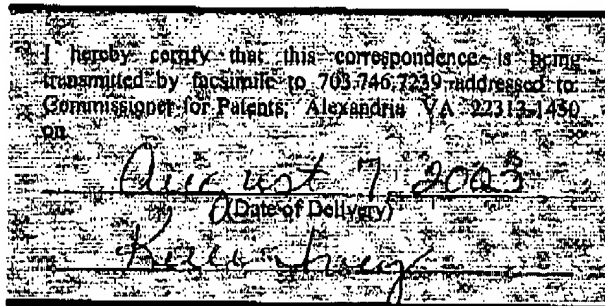 I hereby certify that this correspondence is being
transmitted by facsimile to 703.746.7239 addressed to:
Commissioner for Patents, Alexandria VA 22313-1450
on
August 7, 2003
(Date of Delivery)